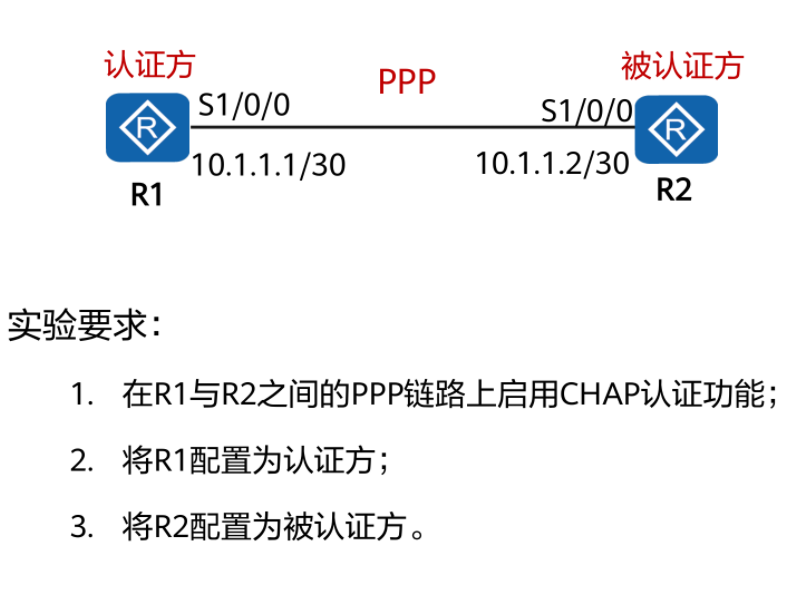 认证方
PPP
被认证方
S1/0/0
S1/0/0
R
R
10.1.1.1/30
10.1.1.2/30
R1
R2
实验要求：
1. 在R1与R2之间的PPP链路上启用CHAP认证功能；
2. 将R1配置为认证方；
3. 将R2配置为被认证方。